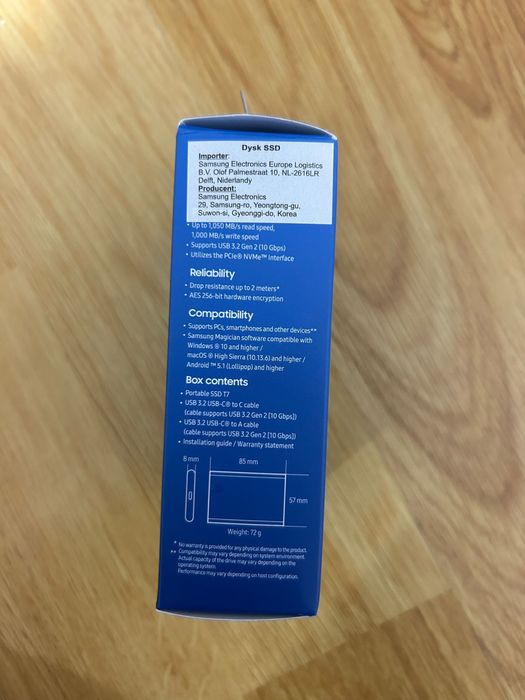 Dysk SSD
Importer:
Samsung Electronics Europe Logistics
B.V. Olof Palmestraat 10, NL-2616LR
Delft, Niderlandy
Producent:
Samsung Electronics
29, Samsung-ro, Yeongtong-gu,
Suwon-si, Gyeonggi-do, Korea
• Up to 1,050 MB/s read speed,
1,000 MB/s write speed
• Supports USB 3.2 Gen 2 (10 Gbps)
• Utilizes the PCIe® NVMe™ Interface
Reliability
• Drop resistance up to 2 meters*
• AES 256-bit hardware encryption
Compatibility
• Supports PCs, smartphones and other devices**
• Samsung Magician software compatible with
Windows ® 10 and higher /
macOS ® High Sierra (10.13.6) and higher /
Android ™ 5.1 (Lollipop) and higher
Box contents
• Portable SSD T7
• USB 3.2 USB-C® to C cable
(cable supports USB 3.2 Gen 2 [10 Gbps])
• USB 3.2 USB-C® to A cable
(cable supports USB 3.2 Gen 2 [10 Gbps])
• Installation guide / Warranty statement
8 mm
85 mm
57 mm
Weight: 72 g
* No warranty is provided for any physical damage to the product.
** Compatibility may vary depending on system environment.
Actual capacity of the drive may vary depending on the
operating system.
Performance may vary depending on host configuration.